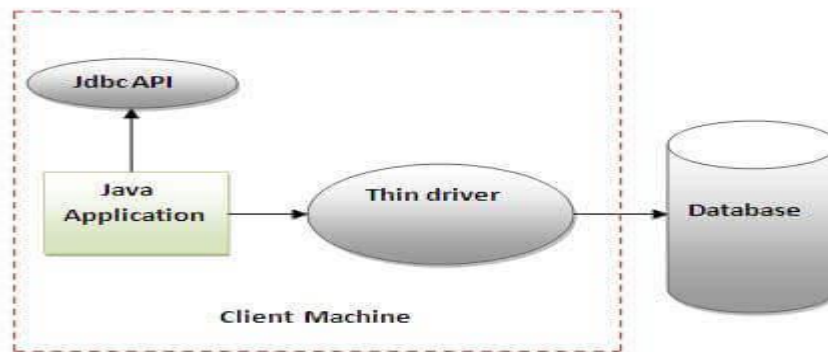 Jdbc API
Java
Application
Thin driver
Database
Client Machine